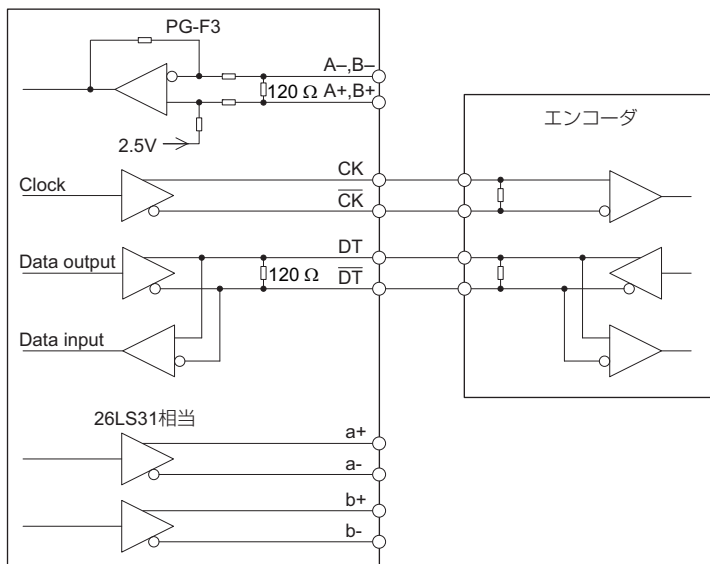 PG-F3
A–,B–
120 Ω A+,B+
2.5V
エンコーダ
Clock
CK
CK
Data output
DT
120 Ω DT
Data input
26LS31相当
a+
a-
b+
b-